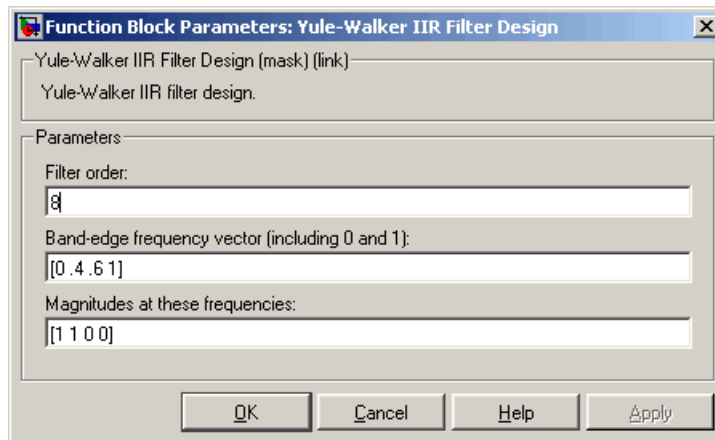 Function Block Parameters: Yule-Walker IIR Filter Design
Yule-Walker IIR Filter Design (mask) (link)
Yule-Walker IIR filter design.
Parameters
Filter order:
8
Band-edge frequency vector (including 0 and 1):
[0 .4 .6 1]
Magnitudes at these frequencies:
[1 1 0 0]
OK Cancel Help Apply